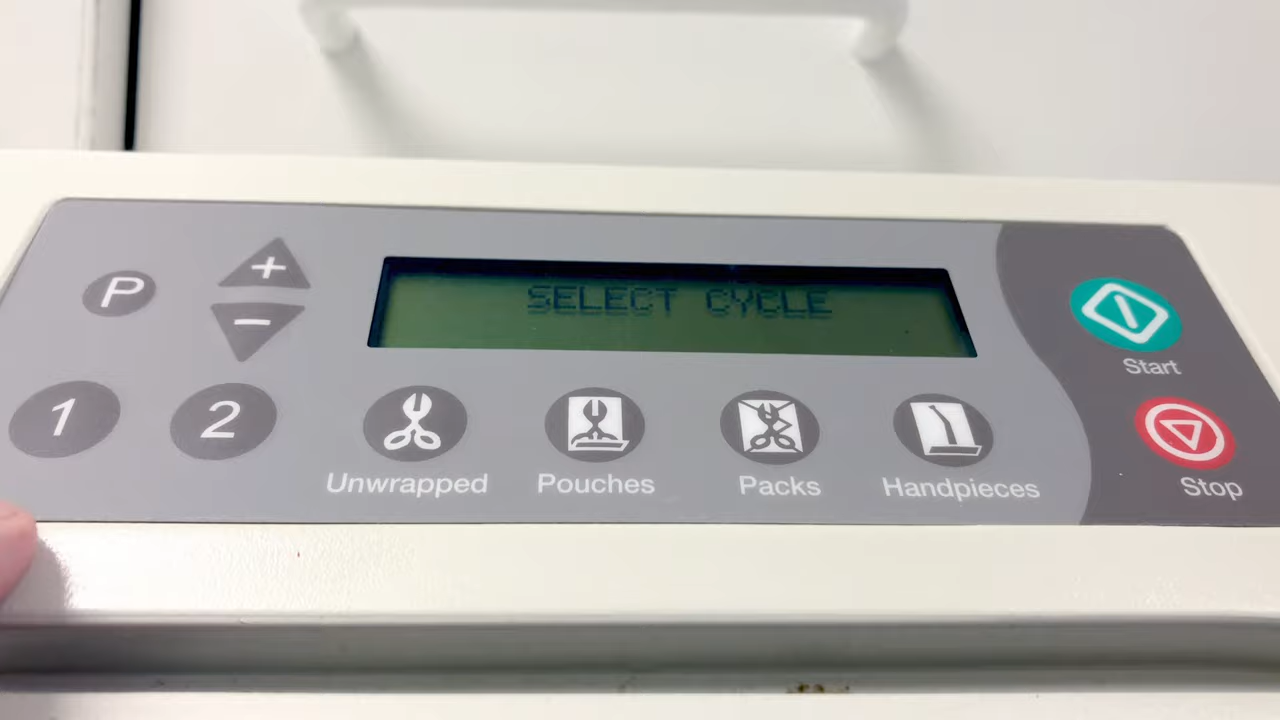 P
+
−
SELECT CYCLE
Start
1
2
Unwrapped
Pouches
Packs
Handpieces
Stop